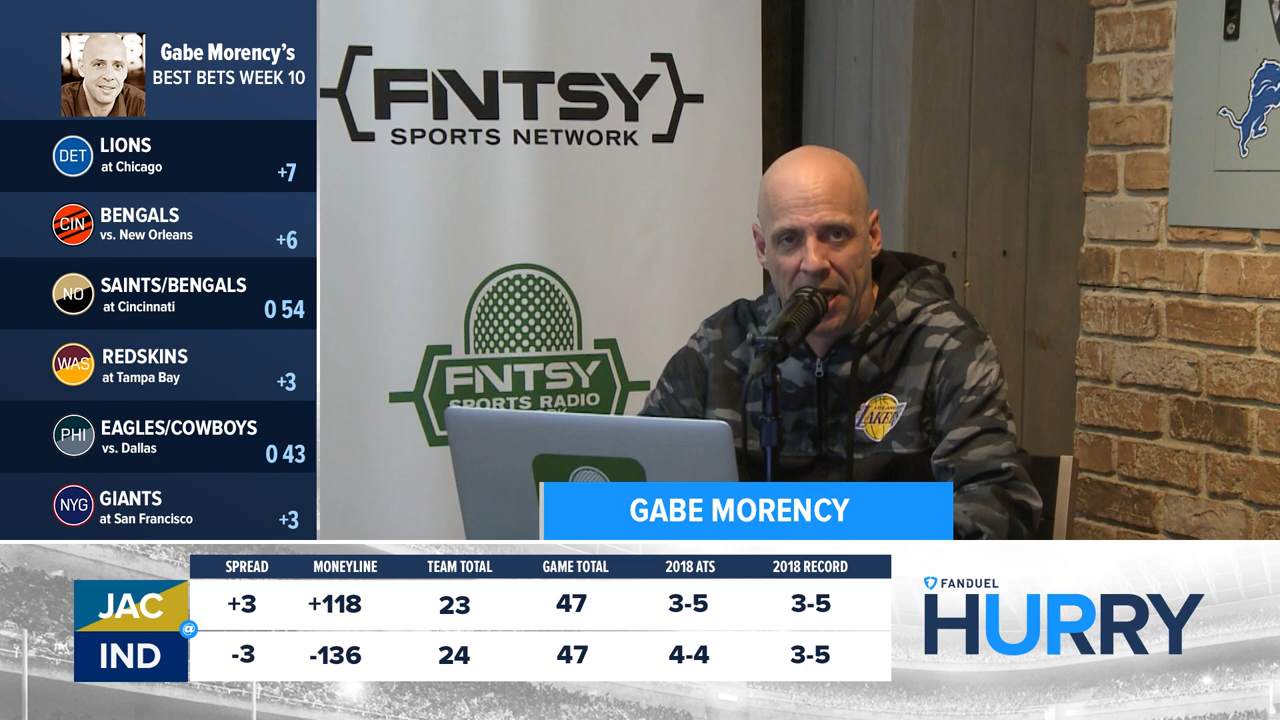 Gabe Morency's
BEST BETS WEEK 10
DET
LIONS
at Chicago
+7
CIN
BENGALS
vs. New Orleans
+6
NO
SAINTS/BENGALS
at Cincinnati
O 54
WAS
REDSKINS
at Tampa Bay
+3
PHI
EAGLES/COWBOYS
vs. Dallas
O 43
NYG
GIANTS
at San Francisco
+3
FNTSY
SPORTS NETWORK
FNTSY
SPORTS RADIO
LAKERS
GABE MORENCY
SPREAD MONEYLINE TEAM TOTAL GAME TOTAL 2018 ATS 2018 RECORD
JAC +3 +118 23 47 3-5 3-5
@
IND -3 -136 24 47 4-4 3-5
FANDUEL
HURRY